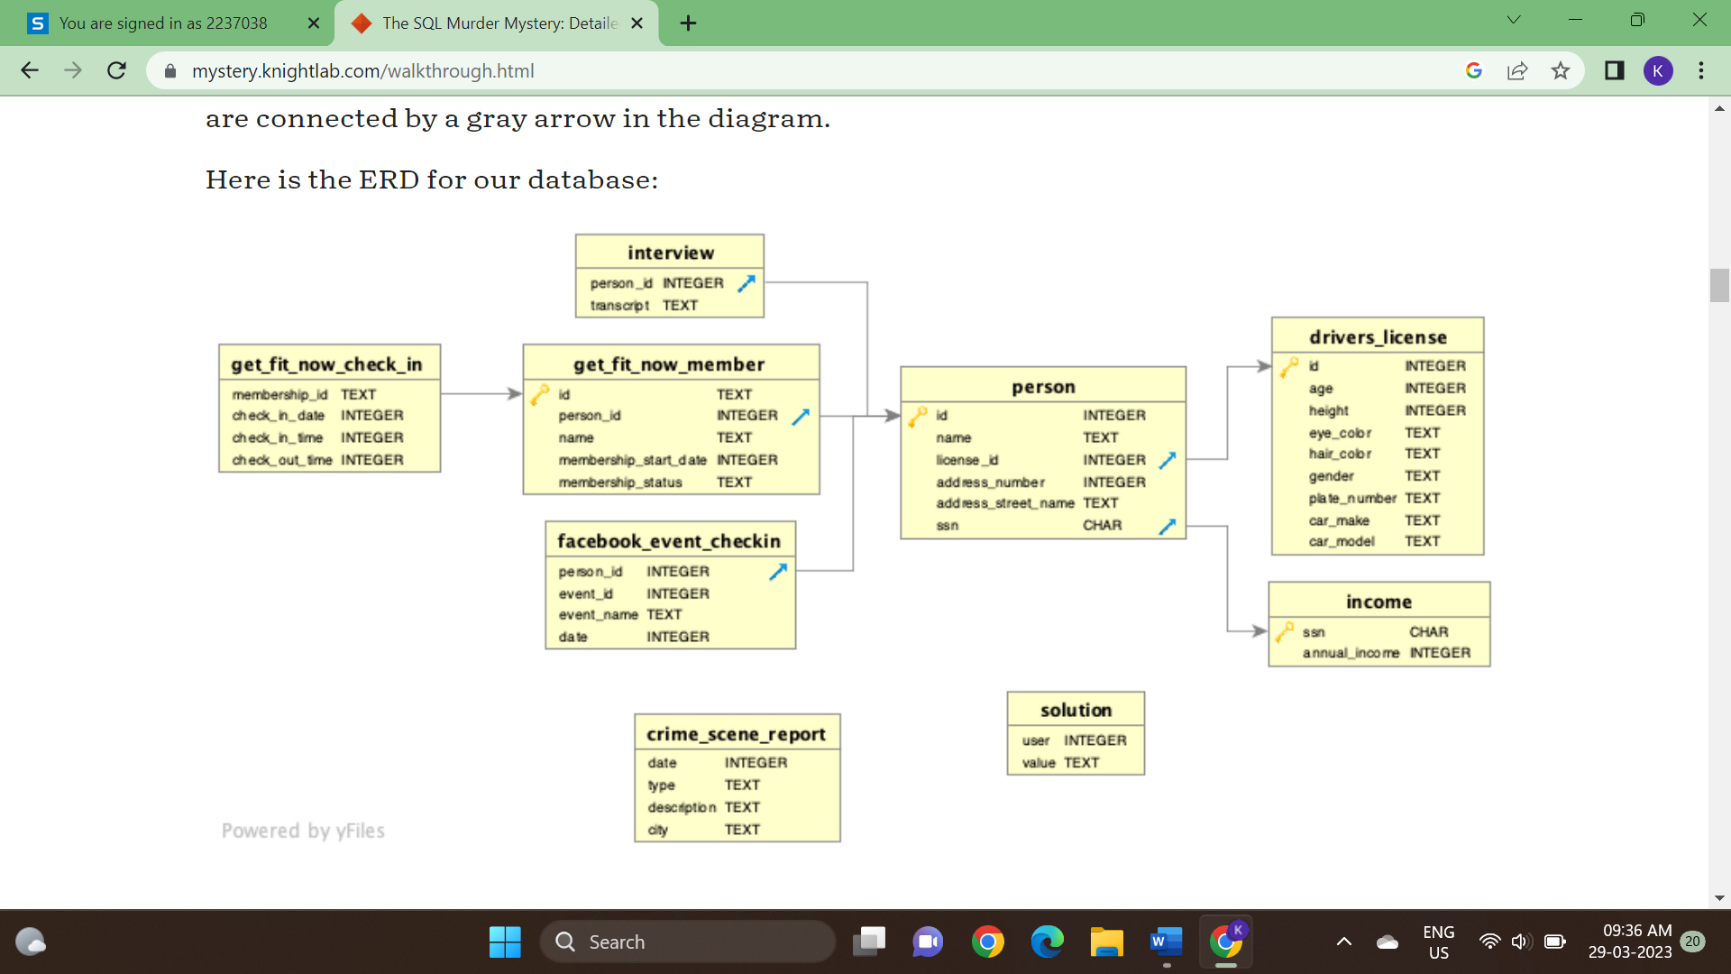 You are signed in as 2237038
The SQL Murder Mystery: Detaile
mystery.knightlab.com/walkthrough.html
K
are connected by a gray arrow in the diagram.
Here is the ERD for our database:
interview
person_id INTEGER
transcript TEXT
get_fit_now_check_in
membership_id TEXT
check_in_date INTEGER
check_in_time INTEGER
check_out_time INTEGER
get_fit_now_member
id TEXT
person_id INTEGER
name TEXT
membership_start_date INTEGER
membership_status TEXT
person
id INTEGER
name TEXT
license_id INTEGER
address_number INTEGER
address_street_name TEXT
ssn CHAR
drivers_license
id INTEGER
age INTEGER
height INTEGER
eye_color TEXT
hair_color TEXT
gender TEXT
plate_number TEXT
car_make TEXT
car_model TEXT
facebook_event_checkin
person_id INTEGER
event_id INTEGER
event_name TEXT
date INTEGER
income
ssn CHAR
annual_income INTEGER
crime_scene_report
date INTEGER
type TEXT
description TEXT
city TEXT
solution
user INTEGER
value TEXT
Powered by yFiles
Search
K
ENG
US
09:36 AM
29-03-2023
20